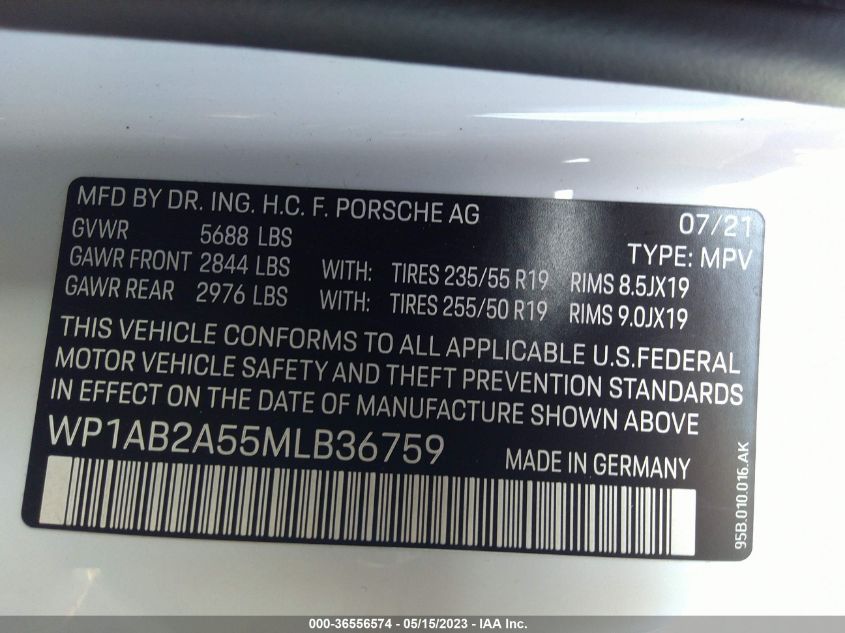 MFD BY DR. ING. H.C. F. PORSCHE AG 07/21
GVWR 5688 LBS TYPE: MPV
GAWR FRONT 2844 LBS WITH: TIRES 235/55 R19 RIMS 8.5JX19
GAWR REAR 2976 LBS WITH: TIRES 255/50 R19 RIMS 9.0JX19
THIS VEHICLE CONFORMS TO ALL APPLICABLE U.S.FEDERAL
MOTOR VEHICLE SAFETY AND THEFT PREVENTION STANDARDS
IN EFFECT ON THE DATE OF MANUFACTURE SHOWN ABOVE
WP1AB2A55MLB36759 MADE IN GERMANY
95B.010.016.AK
000-36556574 — 05/15/2023 — IAA Inc.